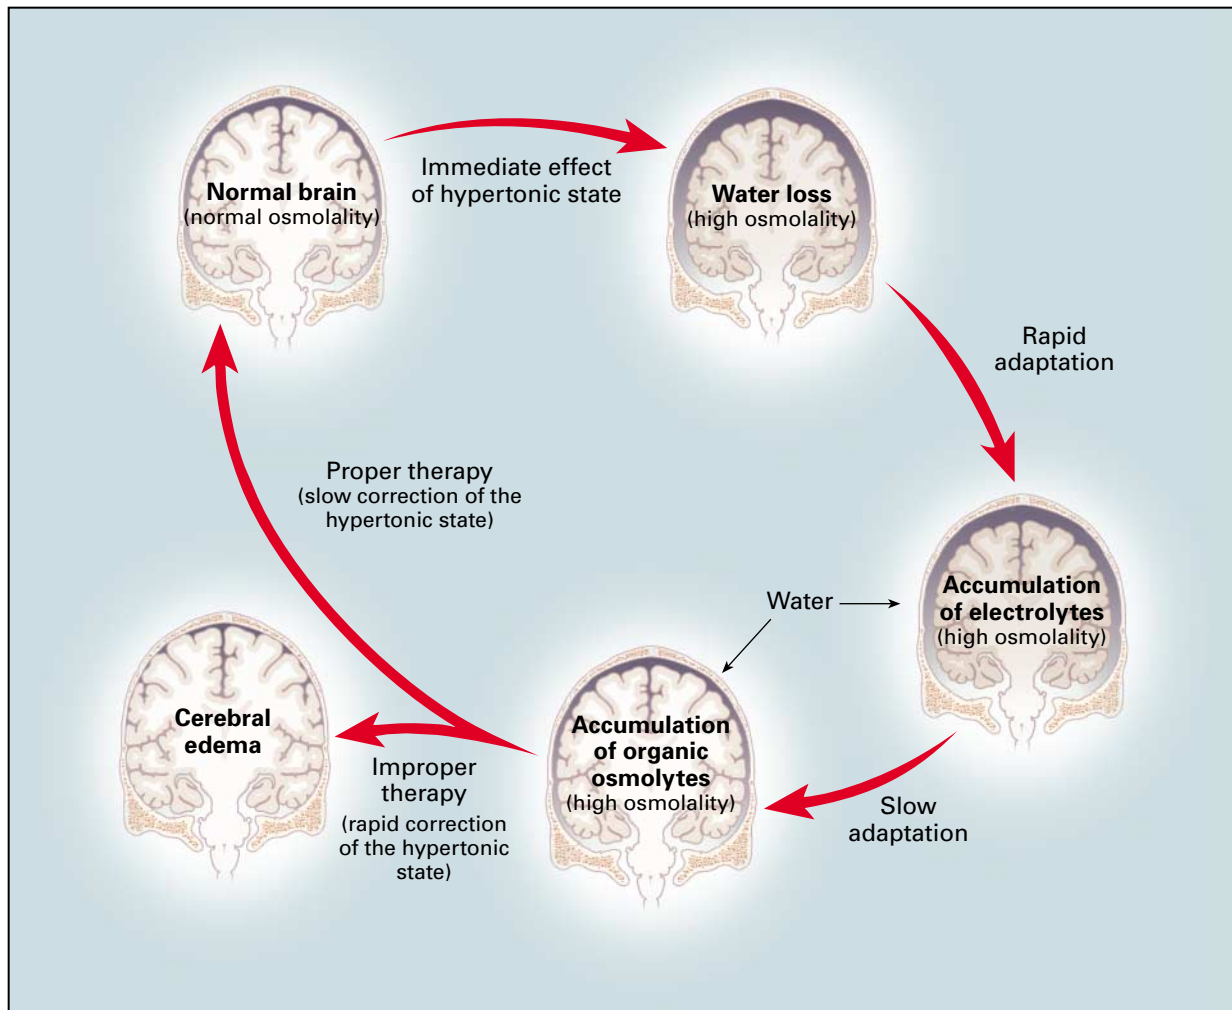 Normal brain
(normal osmolality)
Immediate effect
of hypertonic state
Water loss
(high osmolality)
Rapid
adaptation
Accumulation
of electrolytes
(high osmolality)
Water
Slow
adaptation
Accumulation
of organic
osmolytes
(high osmolality)
Proper therapy
(slow correction of the
hypertonic state)
Improper
therapy
(rapid correction
of the hypertonic
state)
Cerebral
edema